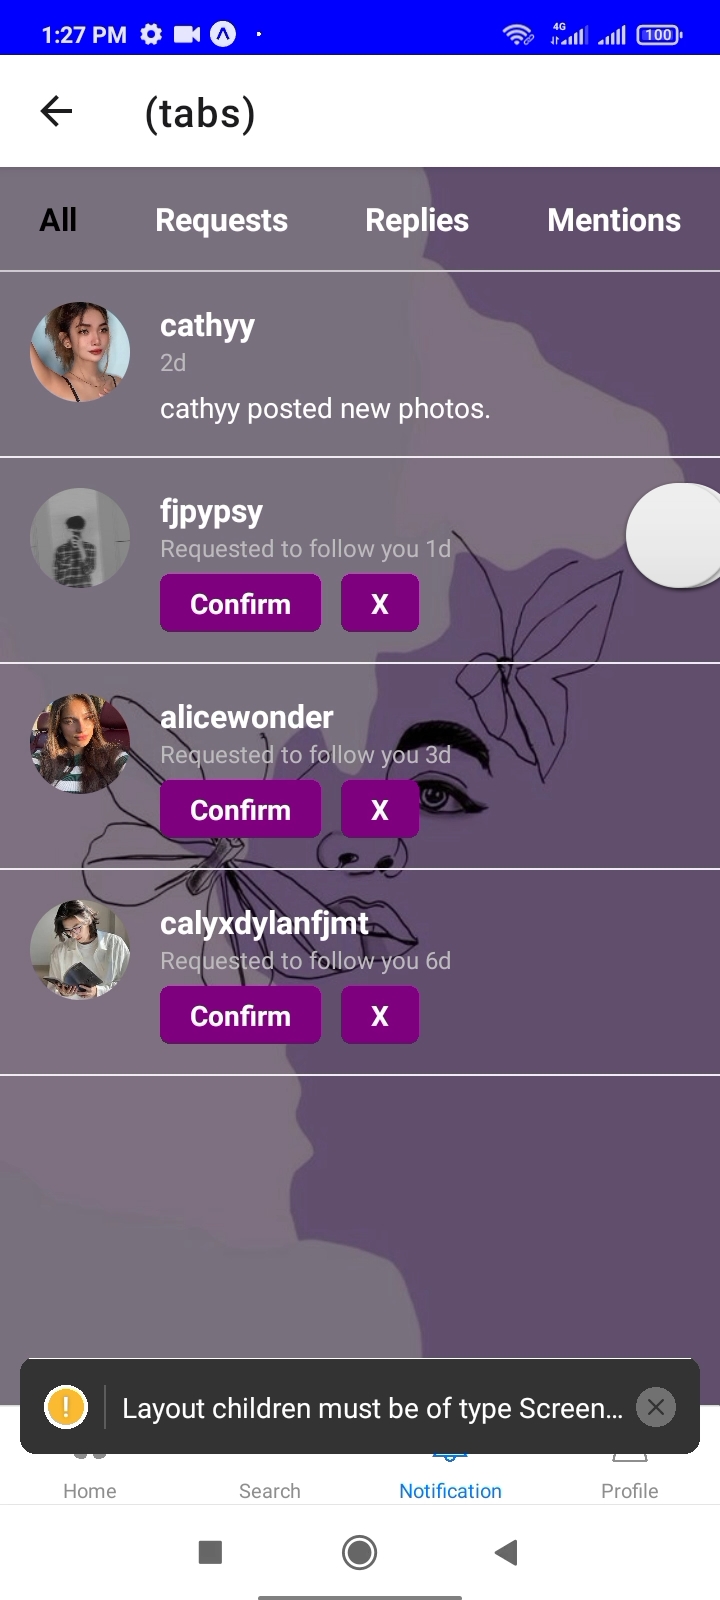 1:27 PM
4G
100
(tabs)
All Requests Replies Mentions
cathyy
2d
cathyy posted new photos.
fjpypsy
Requested to follow you 1d
Confirm X
alicewonder
Requested to follow you 3d
Confirm X
calyxdylanfjmt
Requested to follow you 6d
Confirm X
Layout children must be of type Screen...
Home Search Notification Profile